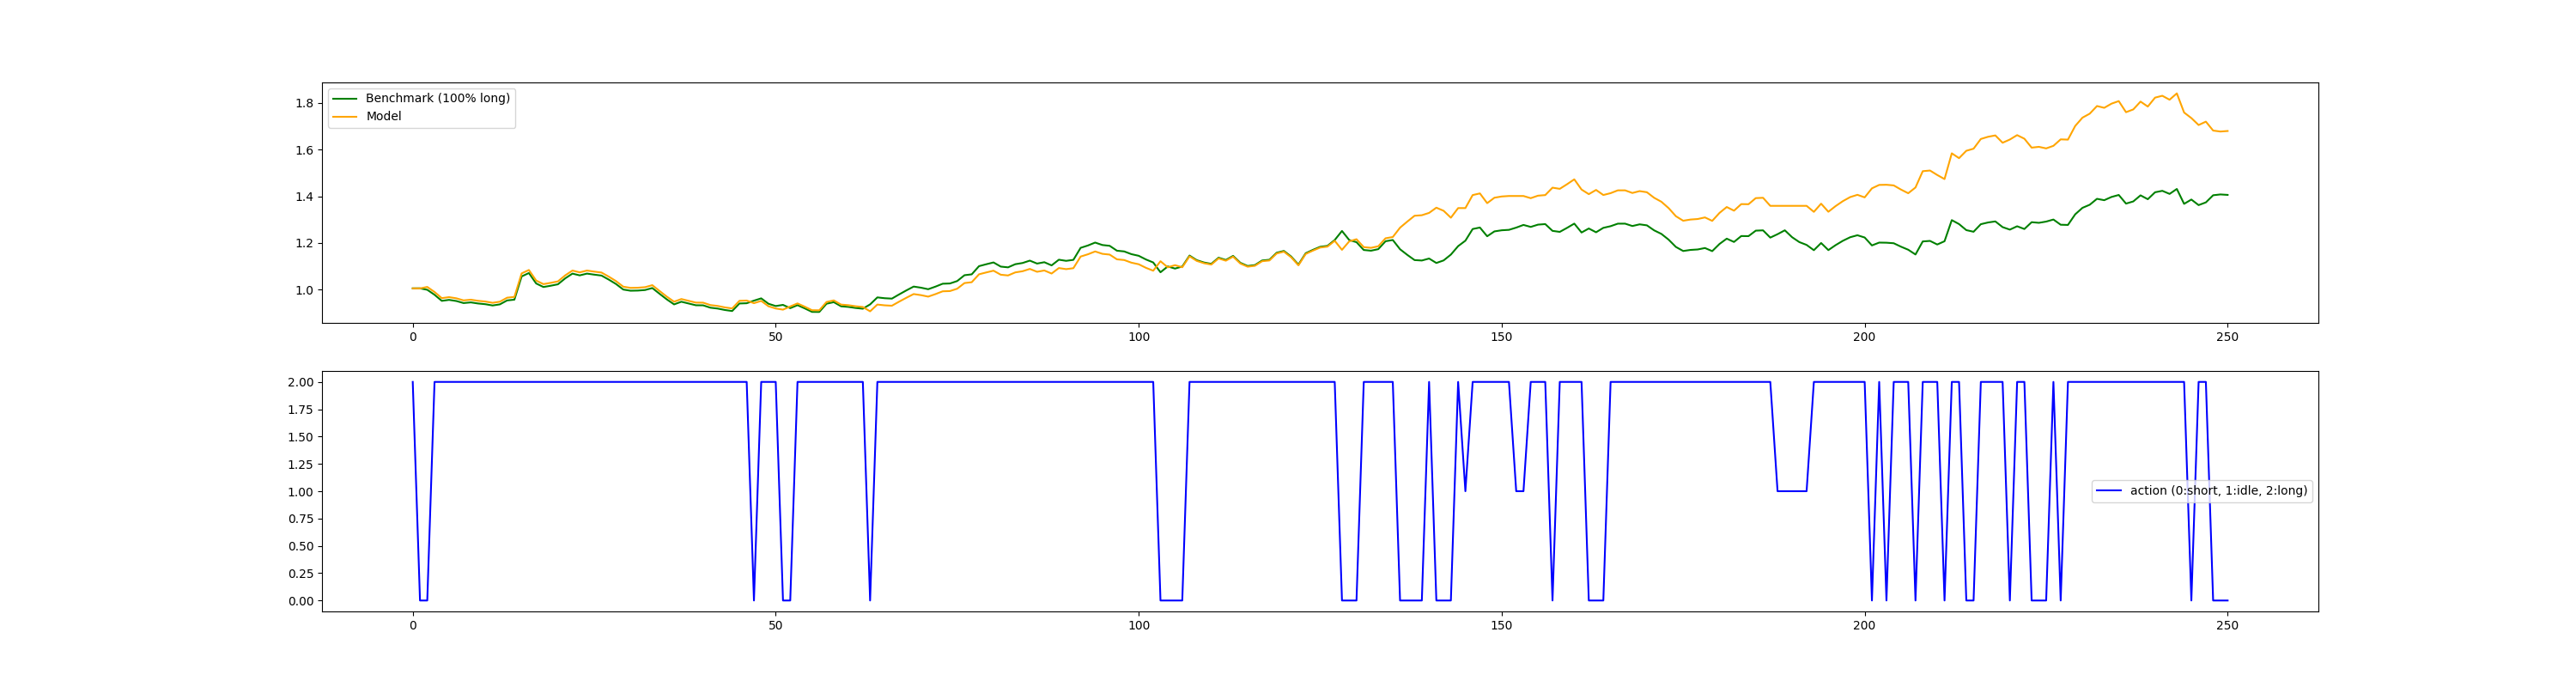 Benchmark (100% long)
Model
1.8
1.6
1.4
1.2
1.0
0 50 100 150 200 250
2.00
1.75
1.50
1.25
1.00
0.75
0.50
0.25
0.00
action (0:short, 1:idle, 2:long)
0 50 100 150 200 250